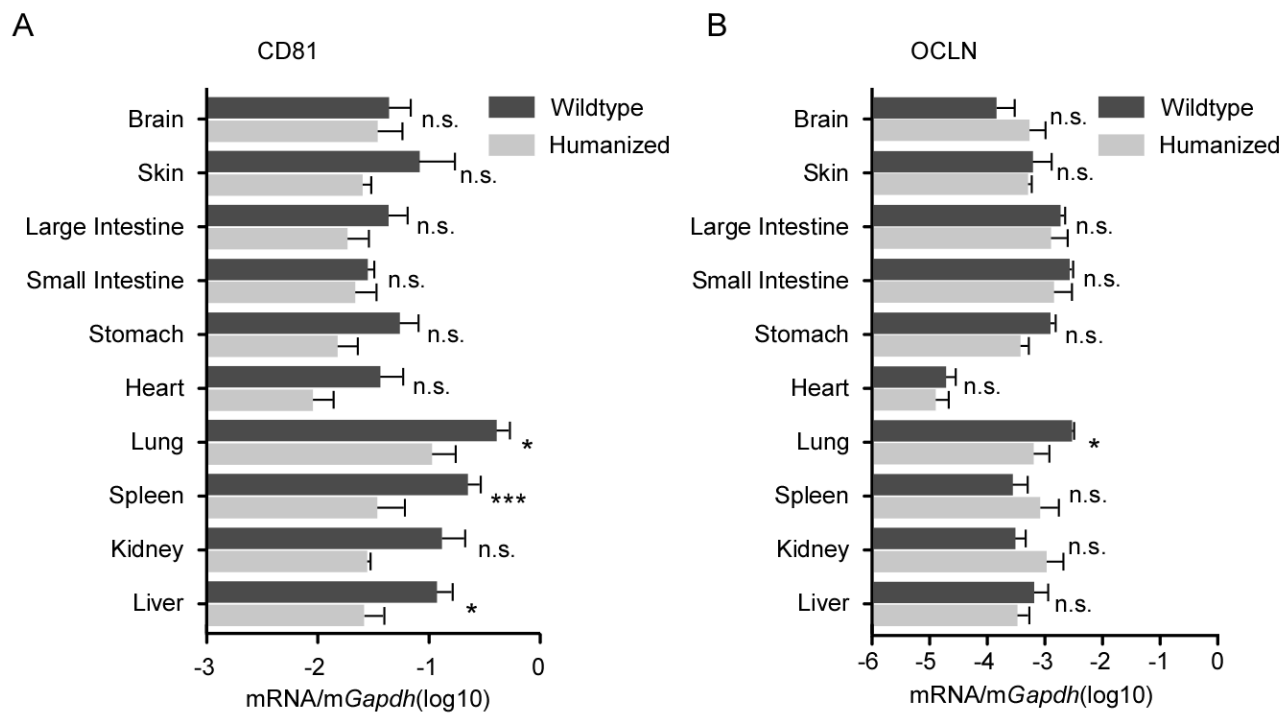 A
CD81
Wildtype
Humanized
Brain
n.s.
Skin
n.s.
Large Intestine
n.s.
Small Intestine
n.s.
Stomach
n.s.
Heart
n.s.
Lung
*
Spleen
***
Kidney
n.s.
Liver
*
-3 -2 -1 0
mRNA/mGapdh(log10)
B
OCLN
Wildtype
Humanized
Brain
n.s.
Skin
n.s.
Large Intestine
n.s.
Small Intestine
n.s.
Stomach
n.s.
Heart
n.s.
Lung
*
Spleen
n.s.
Kidney
n.s.
Liver
n.s.
-6 -5 -4 -3 -2 -1 0
mRNA/mGapdh(log10)